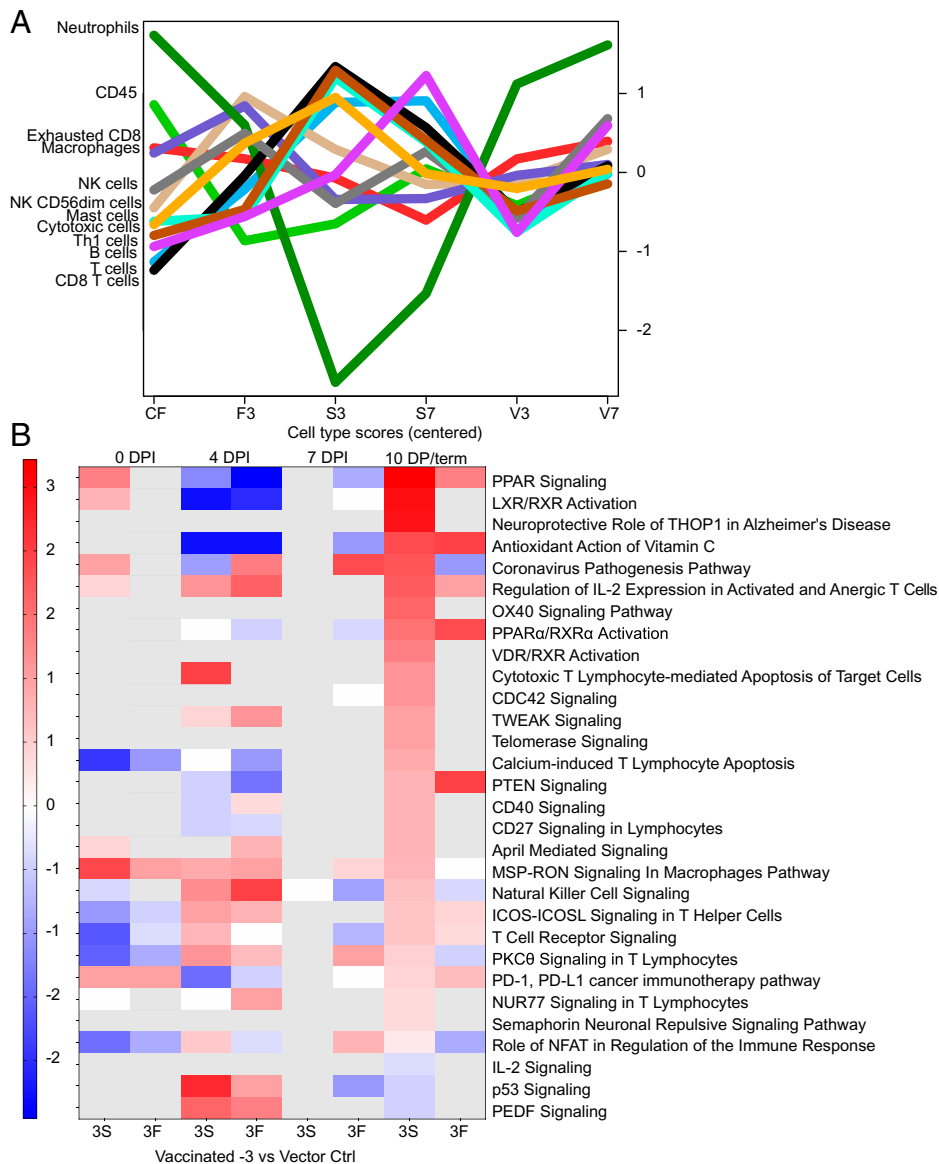 A
Neutrophils
CD45
Exhausted CD8
Macrophages
NK cells
NK CD56dim cells
Mast cells
Cytotoxic cells
Th1 cells
B cells
T cells
CD8 T cells
1
0
-1
-2
CF F3 S3 S7 V3 V7
Cell type scores (centered)
B
0 DPI 4 DPI 7 DPI 10 DP/term
3
2
2
1
1
0
-1
-1
-2
-2
PPAR Signaling
LXR/RXR Activation
Neuroprotective Role of THOP1 in Alzheimer's Disease
Antioxidant Action of Vitamin C
Coronavirus Pathogenesis Pathway
Regulation of IL-2 Expression in Activated and Anergic T Cells
OX40 Signaling Pathway
PPARα/RXRα Activation
VDR/RXR Activation
Cytotoxic T Lymphocyte-mediated Apoptosis of Target Cells
CDC42 Signaling
TWEAK Signaling
Telomerase Signaling
Calcium-induced T Lymphocyte Apoptosis
PTEN Signaling
CD40 Signaling
CD27 Signaling in Lymphocytes
April Mediated Signaling
MSP-RON Signaling In Macrophages Pathway
Natural Killer Cell Signaling
ICOS-ICOSL Signaling in T Helper Cells
T Cell Receptor Signaling
PKCθ Signaling in T Lymphocytes
PD-1, PD-L1 cancer immunotherapy pathway
NUR77 Signaling in T Lymphocytes
Semaphorin Neuronal Repulsive Signaling Pathway
Role of NFAT in Regulation of the Immune Response
IL-2 Signaling
p53 Signaling
PEDF Signaling
3S 3F 3S 3F 3S 3F 3S 3F
Vaccinated -3 vs Vector Ctrl